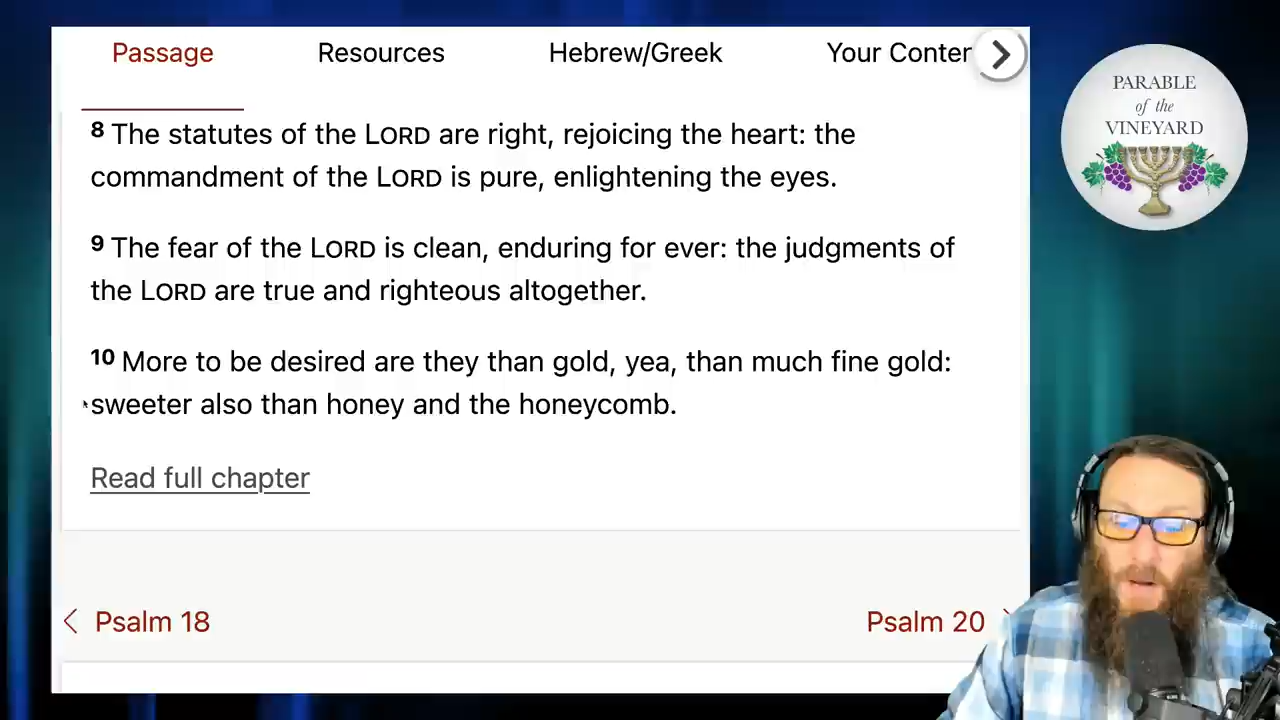 Passage Resources Hebrew/Greek Your Conten
8 The statutes of the LORD are right, rejoicing the heart: the
commandment of the LORD is pure, enlightening the eyes.
9 The fear of the LORD is clean, enduring for ever: the judgments of
the LORD are true and righteous altogether.
10 More to be desired are they than gold, yea, than much fine gold:
sweeter also than honey and the honeycomb.
Read full chapter
Psalm 18 Psalm 20
PARABLE
of the
VINEYARD